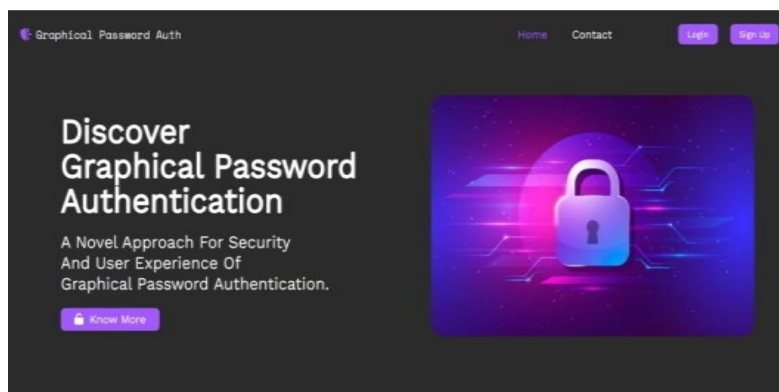 Graphical Password Auth
Home
Contact
Login
Sign Up
Discover
Graphical Password
Authentication
A Novel Approach For Security
And User Experience Of
Graphical Password Authentication.
Know More